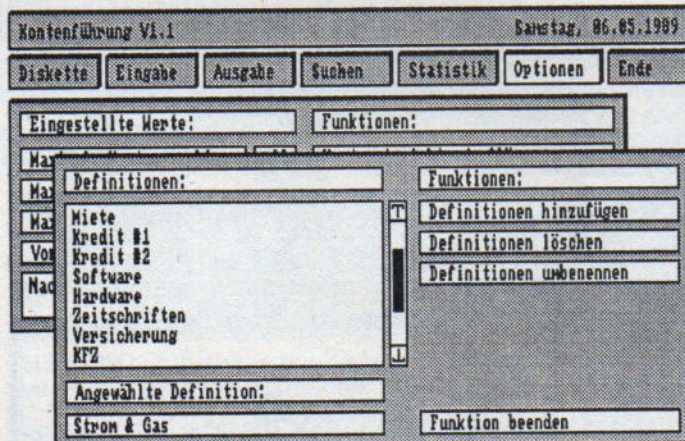 Kontenführung V1.1 Samstag, 06.05.1989
Diskette Eingabe Ausgabe Suchen Statistik Optionen Ende
Eingestellte Werte: Funktionen:
Definitionen: Funktionen:
Miete
Kredit #1
Kredit #2
Software
Hardware
Zeitschriften
Versicherung
KFZ
Definitionen hinzufügen
Definitionen löschen
Definitionen umbenennen
Angewählte Definition:
Strom & Gas
Funktion beenden